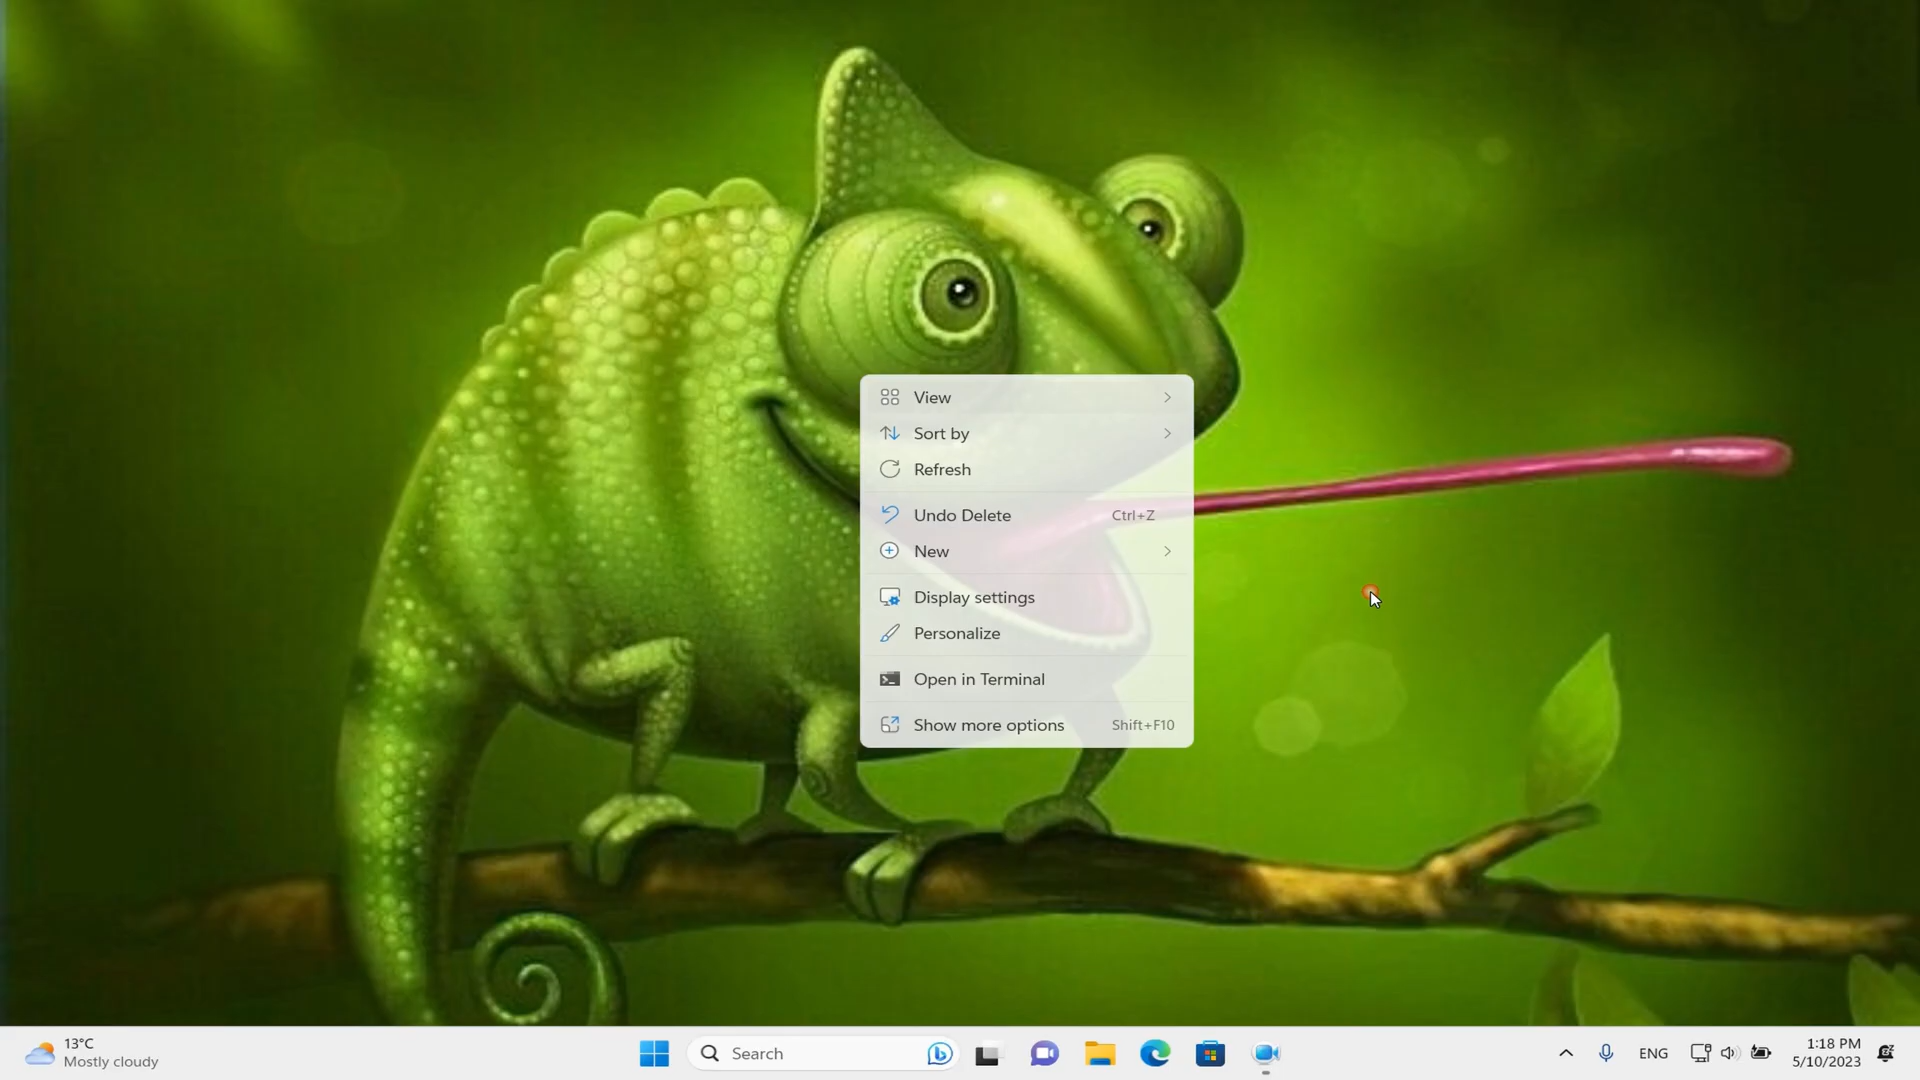 View
Sort by
Refresh
Undo Delete Ctrl+Z
New
Display settings
Personalize
Open in Terminal
Show more options Shift+F10
13°C
Mostly cloudy
Search
ENG
1:18 PM
5/10/2023